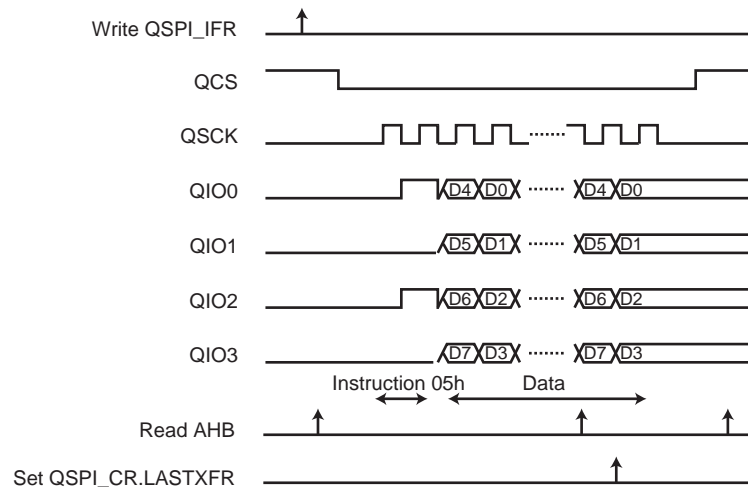 Write QSPI_IFR
QCS
QSCK
QIO0 D4 D0 D4 D0
QIO1 D5 D1 D5 D1
QIO2 D6 D2 D6 D2
QIO3 D7 D3 D7 D3
Instruction 05h Data
Read AHB
Set QSPI_CR.LASTXFR